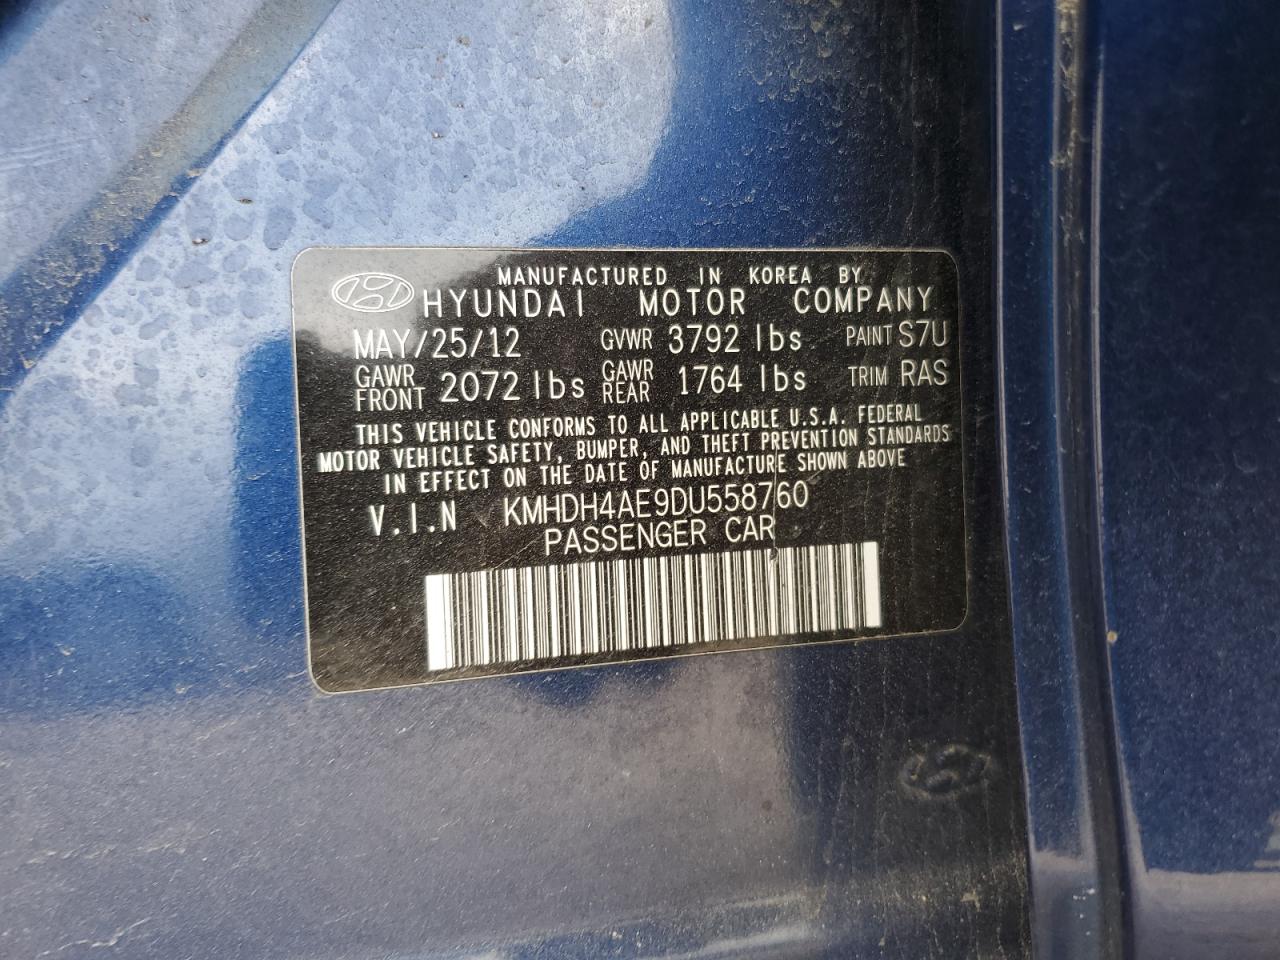 MANUFACTURED IN KOREA BY
HYUNDAI MOTOR COMPANY
MAY/25/12 GVWR 3792 lbs PAINT S7U
GAWR FRONT 2072 lbs GAWR REAR 1764 lbs TRIM RAS
THIS VEHICLE CONFORMS TO ALL APPLICABLE U.S.A. FEDERAL
MOTOR VEHICLE SAFETY, BUMPER, AND THEFT PREVENTION STANDARDS
IN EFFECT ON THE DATE OF MANUFACTURE SHOWN ABOVE
V.I.N KMHDH4AE9DU558760
PASSENGER CAR